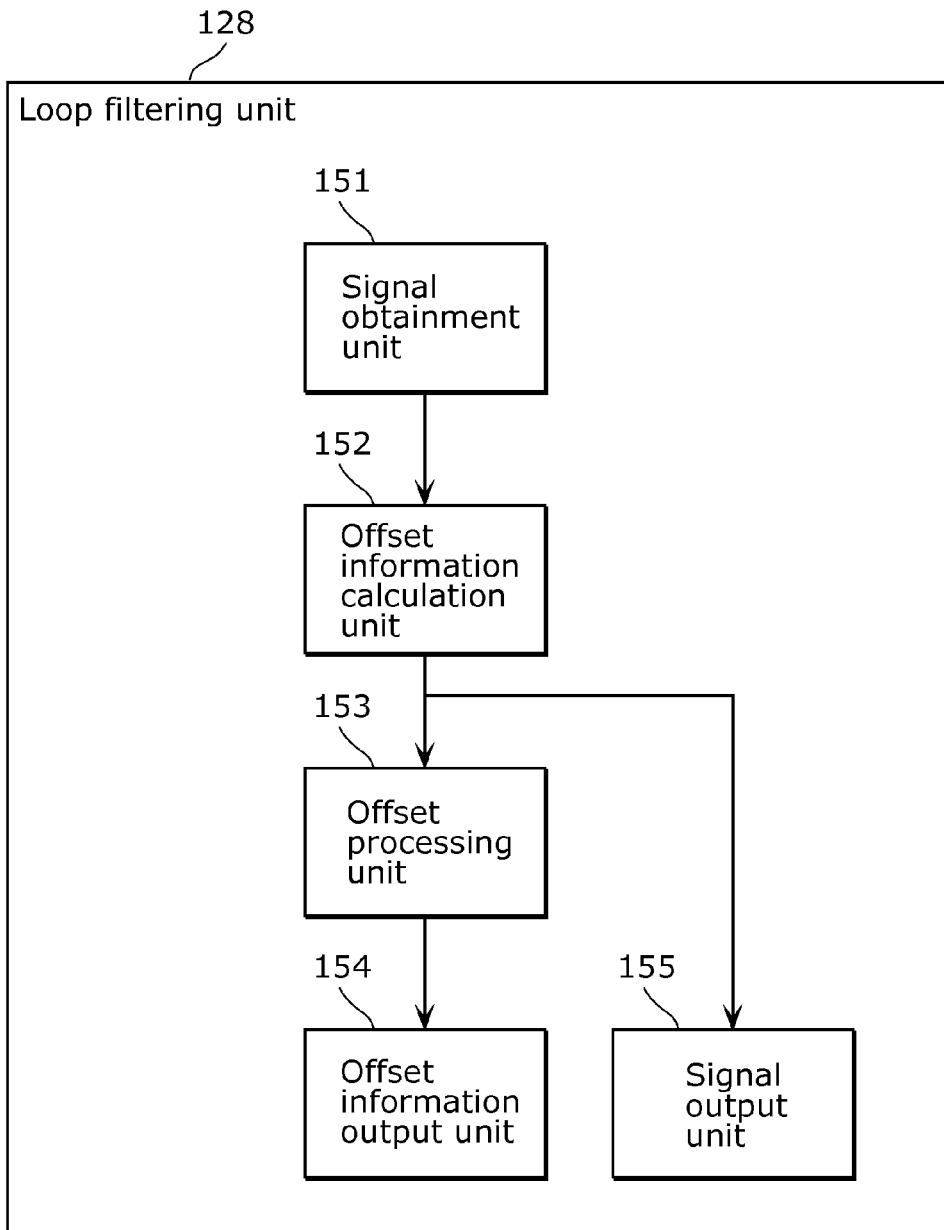 128
Loop filtering unit
151
Signal
obtainment
unit
152
Offset
information
calculation
unit
153
Offset
processing
unit
154
Offset
information
output unit
155
Signal
output
unit